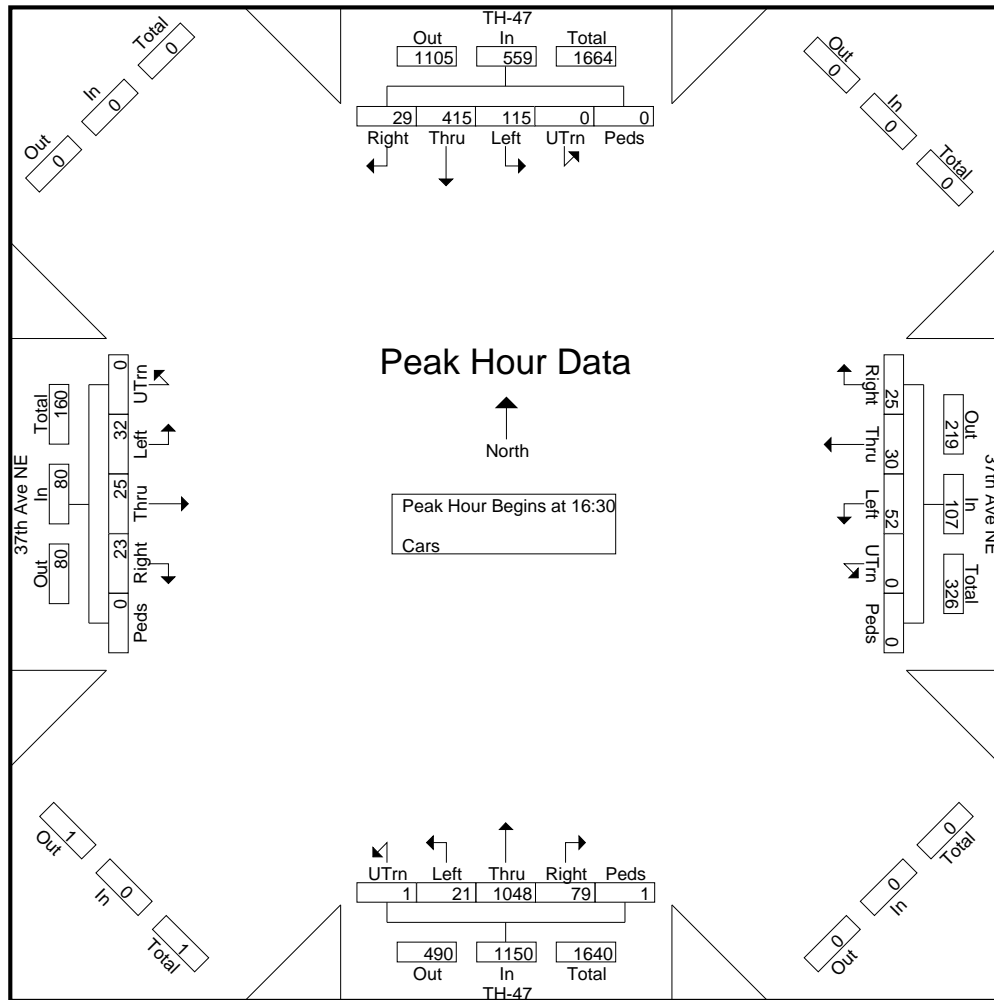 TH-47
Out In Total
1105 559 1664
29 415 115 0 0
Right Thru Left UTrn Peds
Out In Total
0 0 0
Out In Total
0 0 0
37th Ave NE
Out In Total
80 80 160
0 32 25 23 0
UTrn Left Thru Right Peds
Peak Hour Data
North
Peak Hour Begins at 16:30
Cars
Right Thru Left UTrn Peds
25 30 52 0 0
Out In Total
219 107 326
37th Ave NE
Out In Total
1 0 1
Out In Total
0 0 0
UTrn Left Thru Right Peds
1 21 1048 79 1
490 1150 1640
Out In Total
TH-47